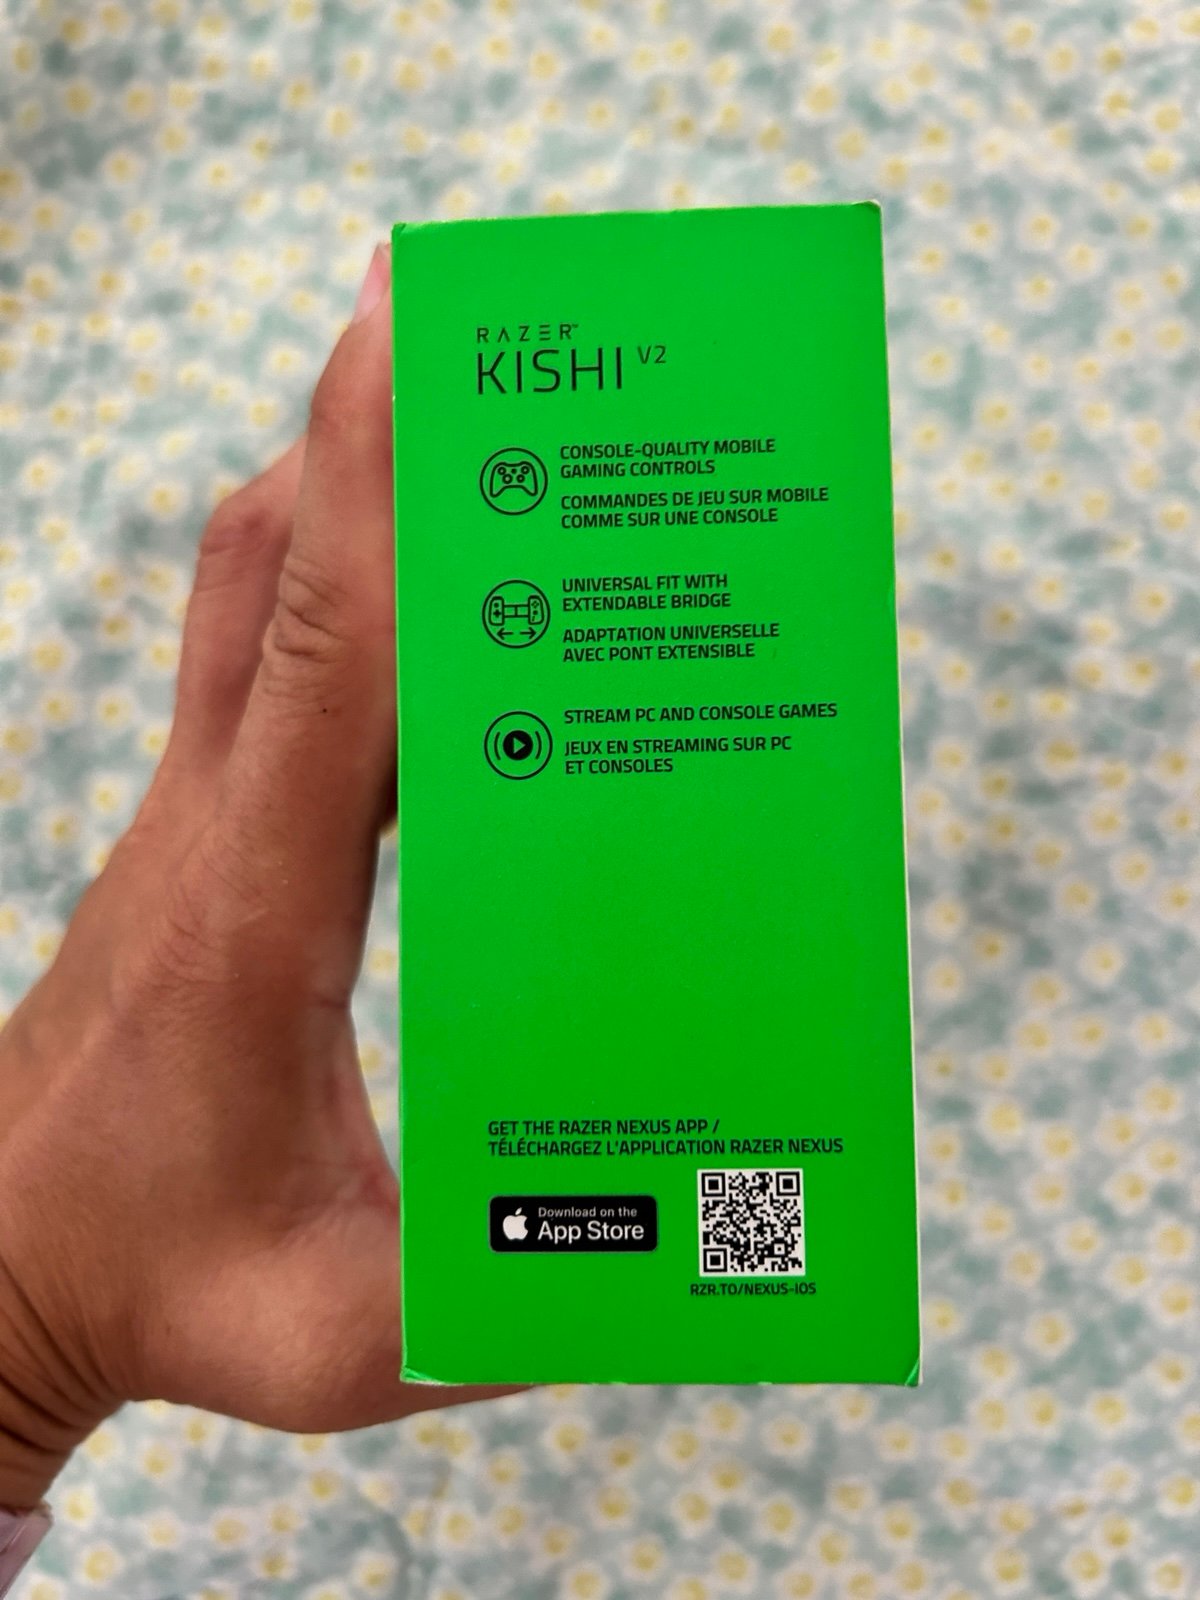 RAZER™
KISHI V2
CONSOLE-QUALITY MOBILE
GAMING CONTROLS
COMMANDES DE JEU SUR MOBILE
COMME SUR UNE CONSOLE
UNIVERSAL FIT WITH
EXTENDABLE BRIDGE
ADAPTATION UNIVERSELLE
AVEC PONT EXTENSIBLE
STREAM PC AND CONSOLE GAMES
JEUX EN STREAMING SUR PC
ET CONSOLES
GET THE RAZER NEXUS APP /
TÉLÉCHARGEZ L'APPLICATION RAZER NEXUS
Download on the
App Store
RZR.TO/NEXUS-IOS